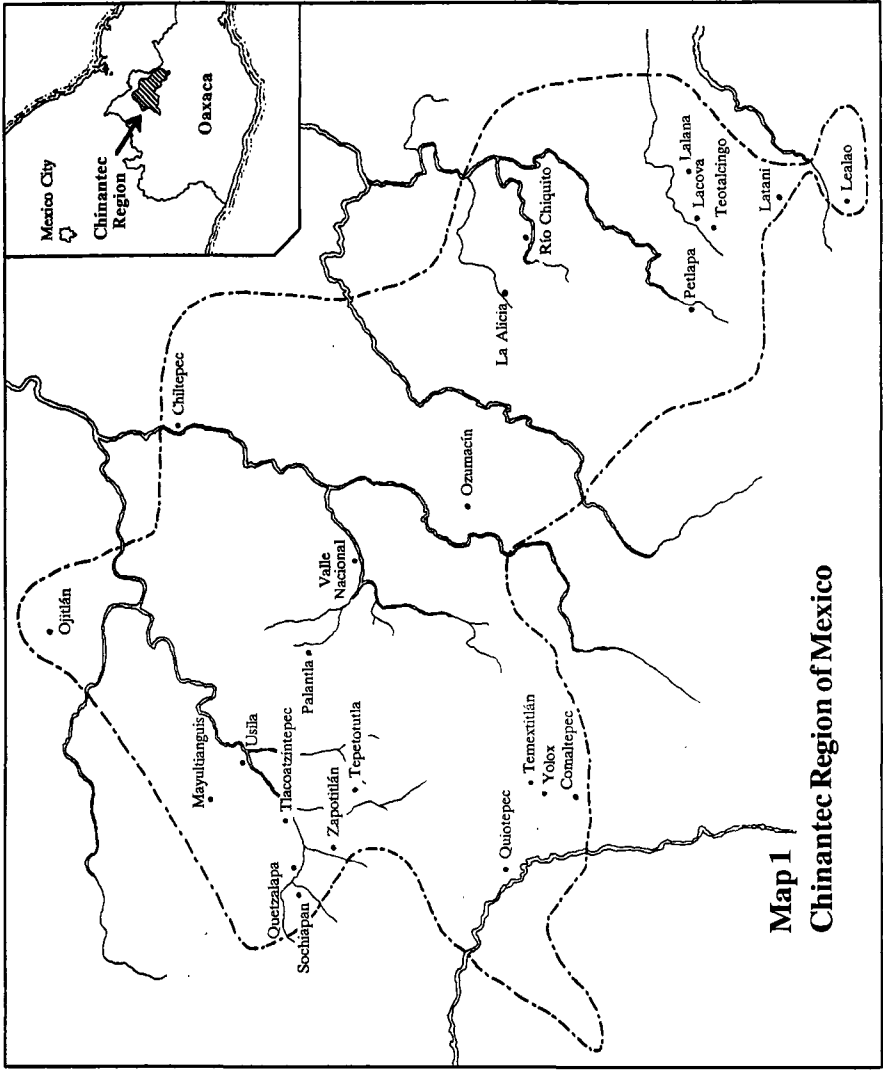 Mexico City
Chinantec
Region
Oaxaca
Ojitlán
Chiltepec
Mayultianguis
Usila
Tlacoatzintepec
Palantla
Valle
Nacional
Quetzalapa
Sochiapan
Zapotitlán
Tepetotutla
Ozumacín
La Alicia
Río Chiquito
Quiotepec
Temextitlán
Yolox
Comaltepec
Petlapa
Lalana
Lacova
Teotalcingo
Latani
Lealao
Map 1
Chinantec Region of Mexico